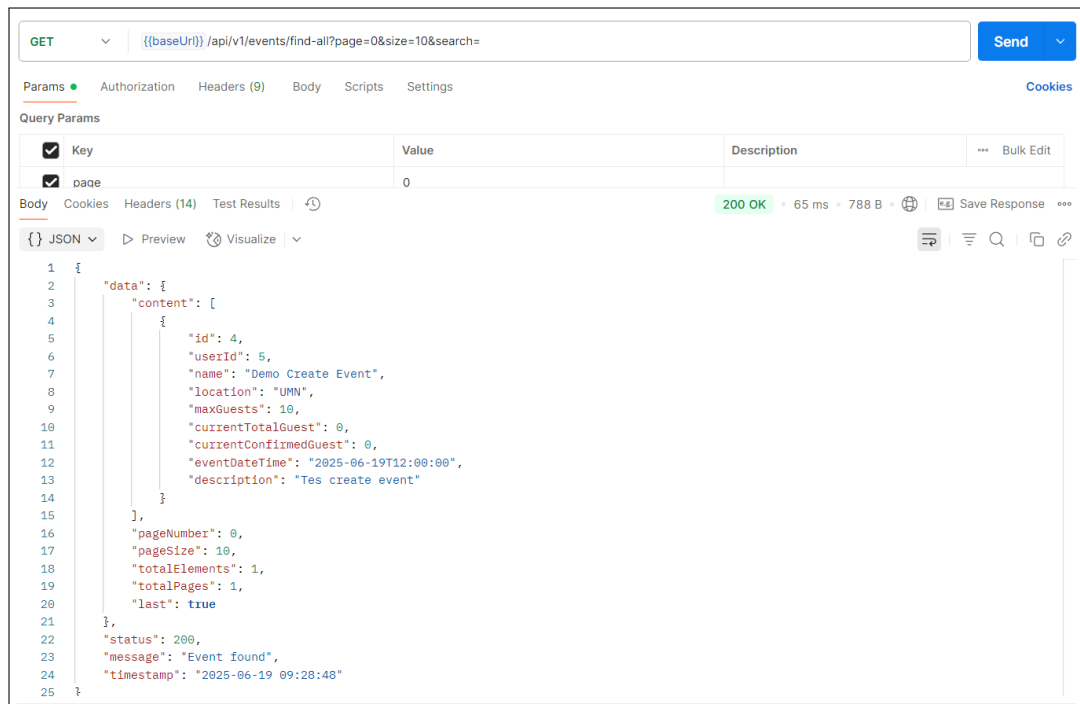 GET {{baseUrl}} /api/v1/events/find-all?page=0&size=10&search= Send
Params Authorization Headers (9) Body Scripts Settings Cookies
Query Params
Key Value Description ••• Bulk Edit
page 0
Body Cookies Headers (14) Test Results 200 OK • 65 ms • 788 B • e.g. Save Response
{} JSON Preview Visualize
1 {
2 "data": {
3 "content": [
4 {
5 "id": 4,
6 "userId": 5,
7 "name": "Demo Create Event",
8 "location": "UMN",
9 "maxGuests": 10,
10 "currentTotalGuest": 0,
11 "currentConfirmedGuest": 0,
12 "eventDateTime": "2025-06-19T12:00:00",
13 "description": "Tes create event"
14 }
15 ],
16 "pageNumber": 0,
17 "pageSize": 10,
18 "totalElements": 1,
19 "totalPages": 1,
20 "last": true
21 },
22 "status": 200,
23 "message": "Event found",
24 "timestamp": "2025-06-19 09:28:48"
25 }